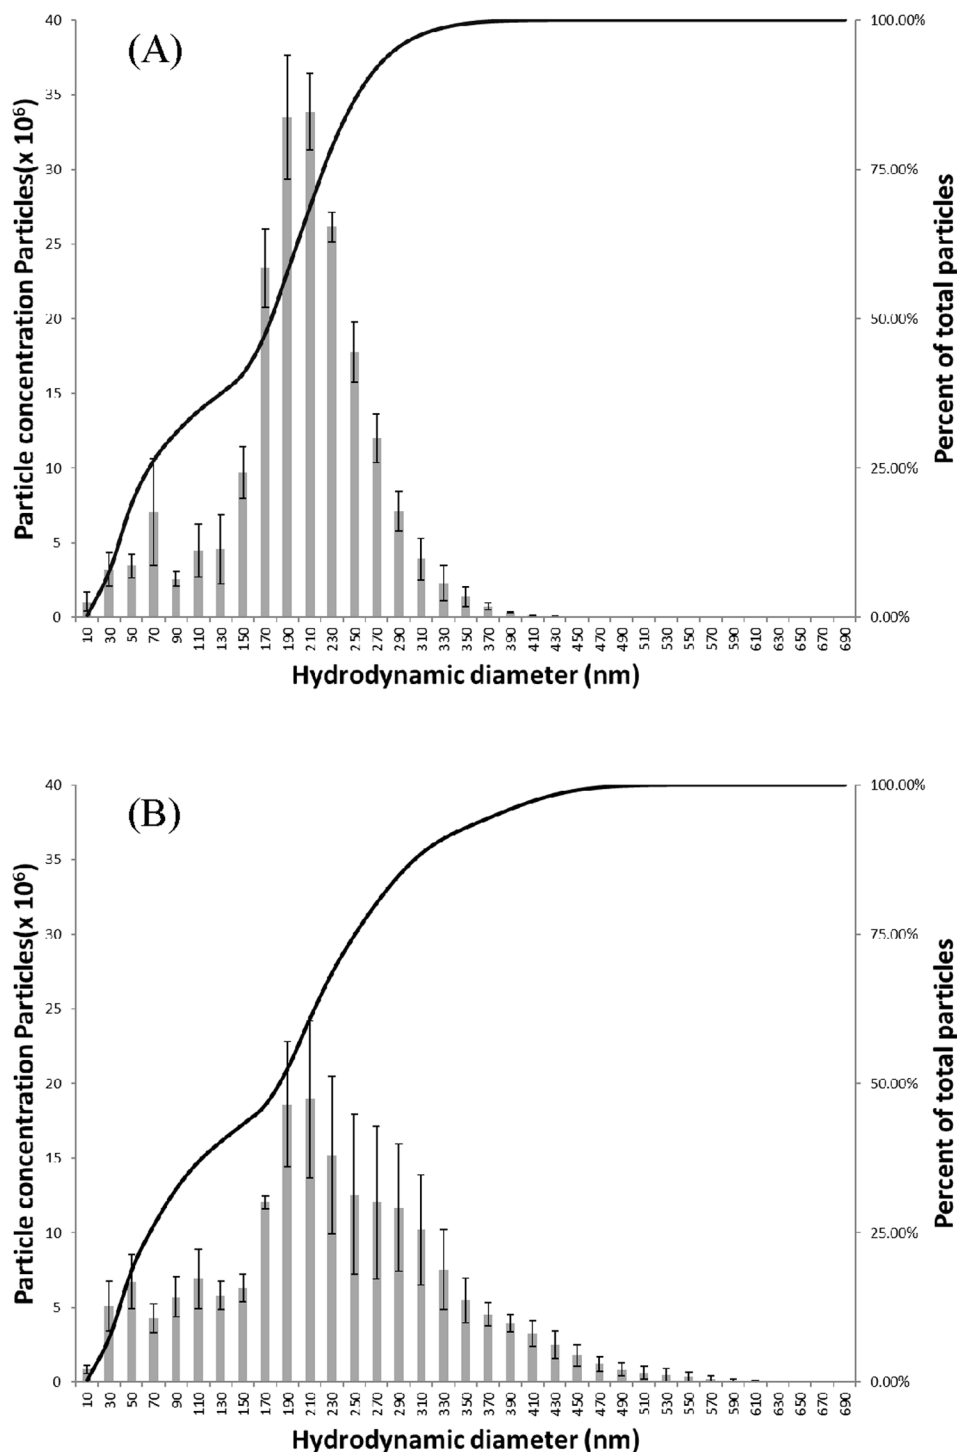 (A)
Particle concentration Particles(x 10⁶)
40
35
30
25
20
15
10
5
0
100.00%
75.00%
50.00%
25.00%
0.00%
Percent of total particles
10 30 50 70 90 110 130 150 170 190 210 230 250 270 290 310 330 350 370 390 410 430 450 470 490 510 530 550 570 590 610 630 650 670 690
Hydrodynamic diameter (nm)
(B)
Particle concentration Particles(x 10⁶)
40
35
30
25
20
15
10
5
0
100.00%
75.00%
50.00%
25.00%
0.00%
Percent of total particles
10 30 50 70 90 110 130 150 170 190 210 230 250 270 290 310 330 350 370 390 410 430 450 470 490 510 530 550 570 590 610 630 650 670 690
Hydrodynamic diameter (nm)